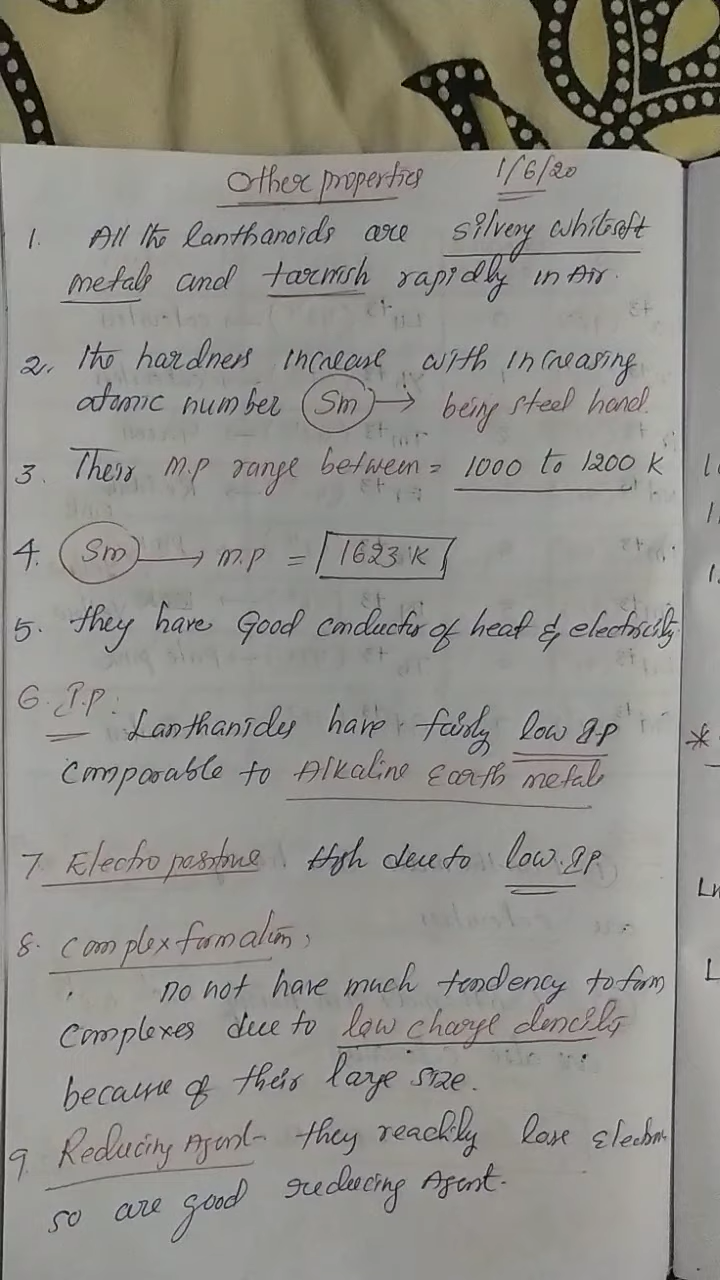 Other properties 1/6/20
1. All the lanthanoids are silvery white soft
metals and tarnish rapidly in Air.
2. the hardness increase with increasing
atomic number Sm → being steel hard.
3. Their m.p range between = 1000 to 1200 K
4. Sm → m.p = 1623 K
5. they have Good conductor of heat & electricity
6. I.P:
Lanthanides have fairly low I.P
comparable to Alkaline Earth metals
7. Electropositive. High due to low I.P.
8. Complex formation,
Do not have much tendency to form
complexes due to low charge dencity
because of their large size.
9. Reducing Agent- they readily lose Electron
so are good reducing Agent.